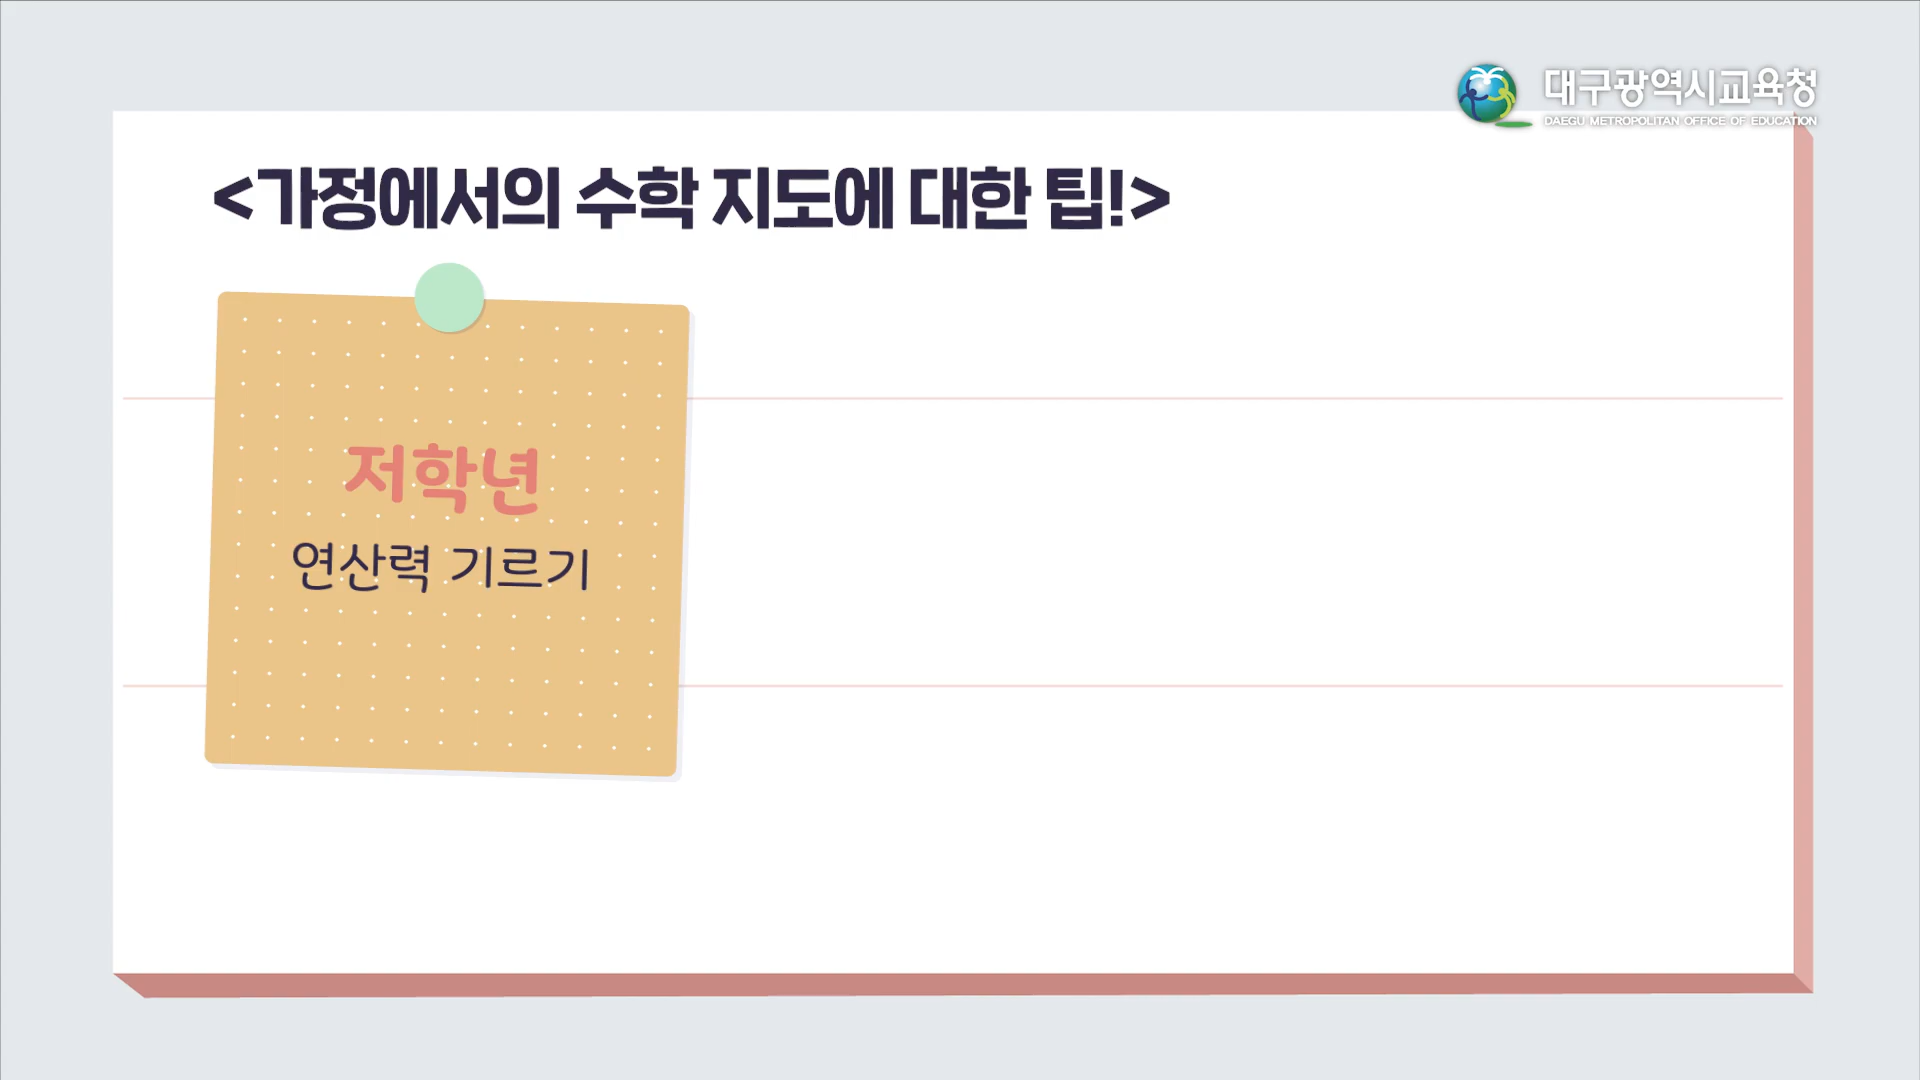 대구광역시교육청
DAEGU METROPOLITAN OFFICE OF EDUCATION
<가정에서의 수학 지도에 대한 팁!>
저학년
연산력 기르기